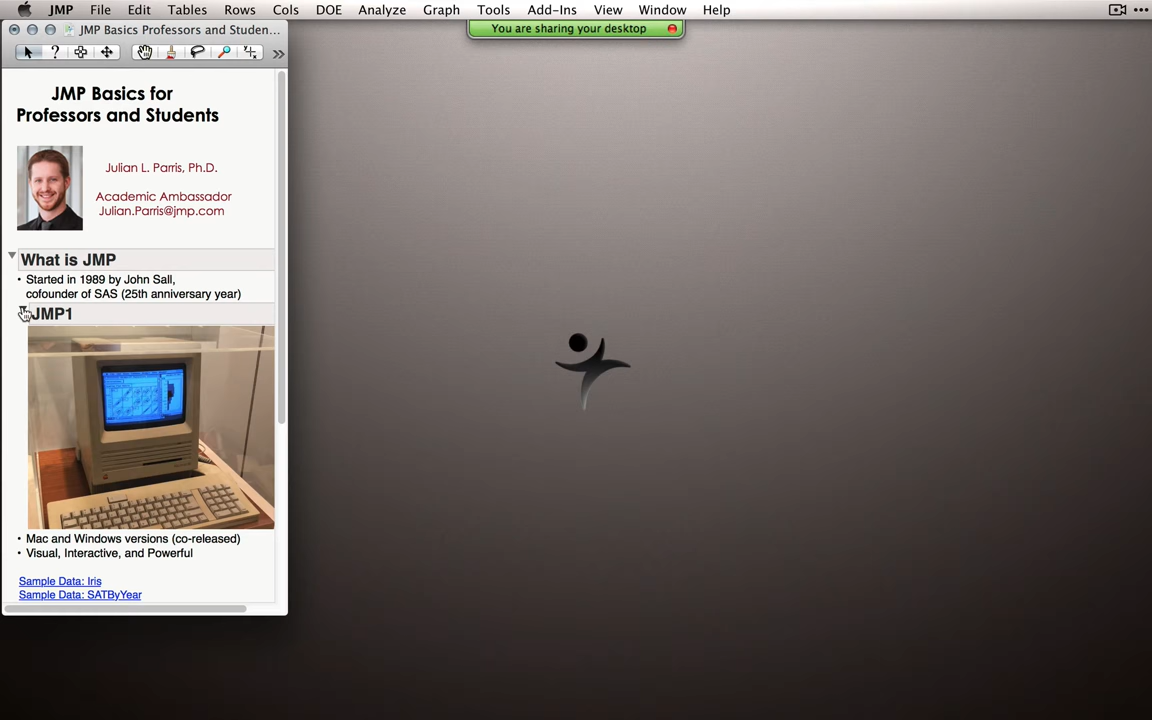 JMP File Edit Tables Rows Cols DOE Analyze Graph Tools Add-Ins View Window Help
You are sharing your desktop
JMP Basics Professors and Studen...
JMP Basics for
Professors and Students
Julian L. Parris, Ph.D.
Academic Ambassador
Julian.Parris@jmp.com
What is JMP
• Started in 1989 by John Sall,
cofounder of SAS (25th anniversary year)
JMP1
• Mac and Windows versions (co-released)
• Visual, Interactive, and Powerful
Sample Data: Iris
Sample Data: SATByYear